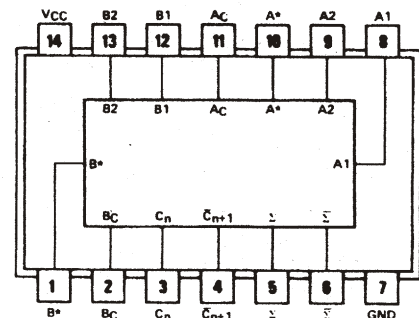 VCC B2 B1 AC A* A2 A1
14 13 12 11 10 9 8
B2 B1 AC A* A2
B* A1
BC Cn C̄n+1 Σ Σ̄
1 2 3 4 5 6 7
B* BC Cn C̄n+1 Σ Σ̄ GND